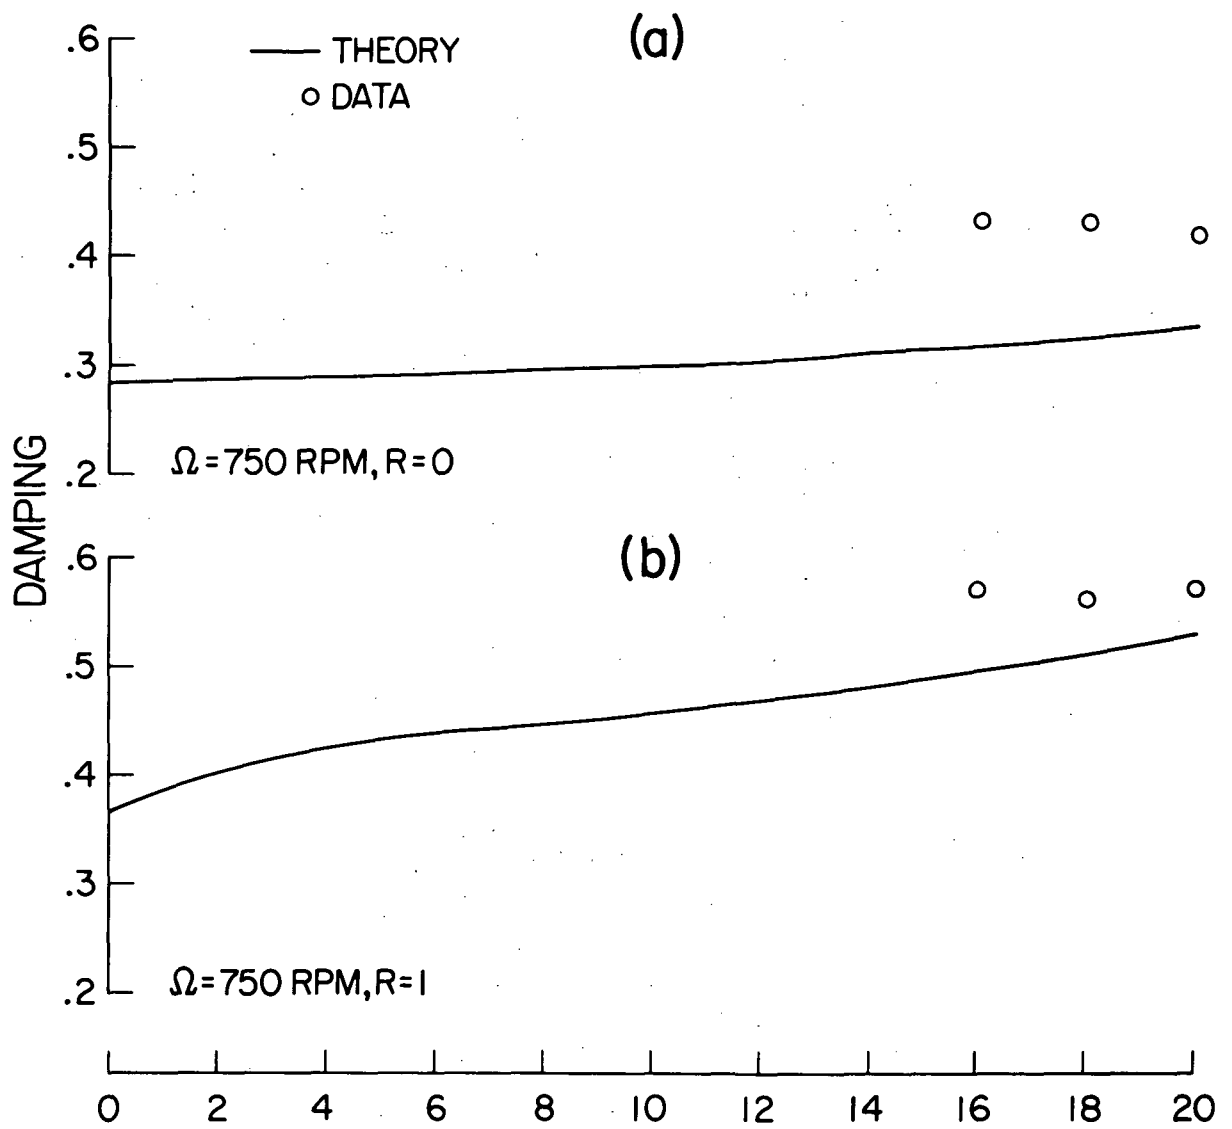 (a)
THEORY
DATA
.6
.5
.4
.3
.2
Ω=750 RPM, R=0
DAMPING
(b)
.6
.5
.4
.3
.2
Ω=750 RPM, R=1
0 2 4 6 8 10 12 14 16 18 20